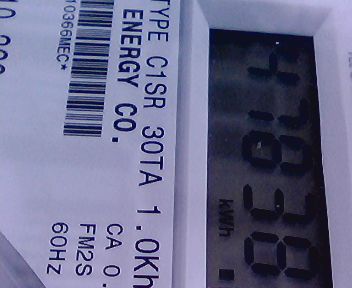 kWh
TYPE C1SR 30TA 1.0Kh
ENERGY CO.
CA 0.
FM2S
60HZ
10366MEC*